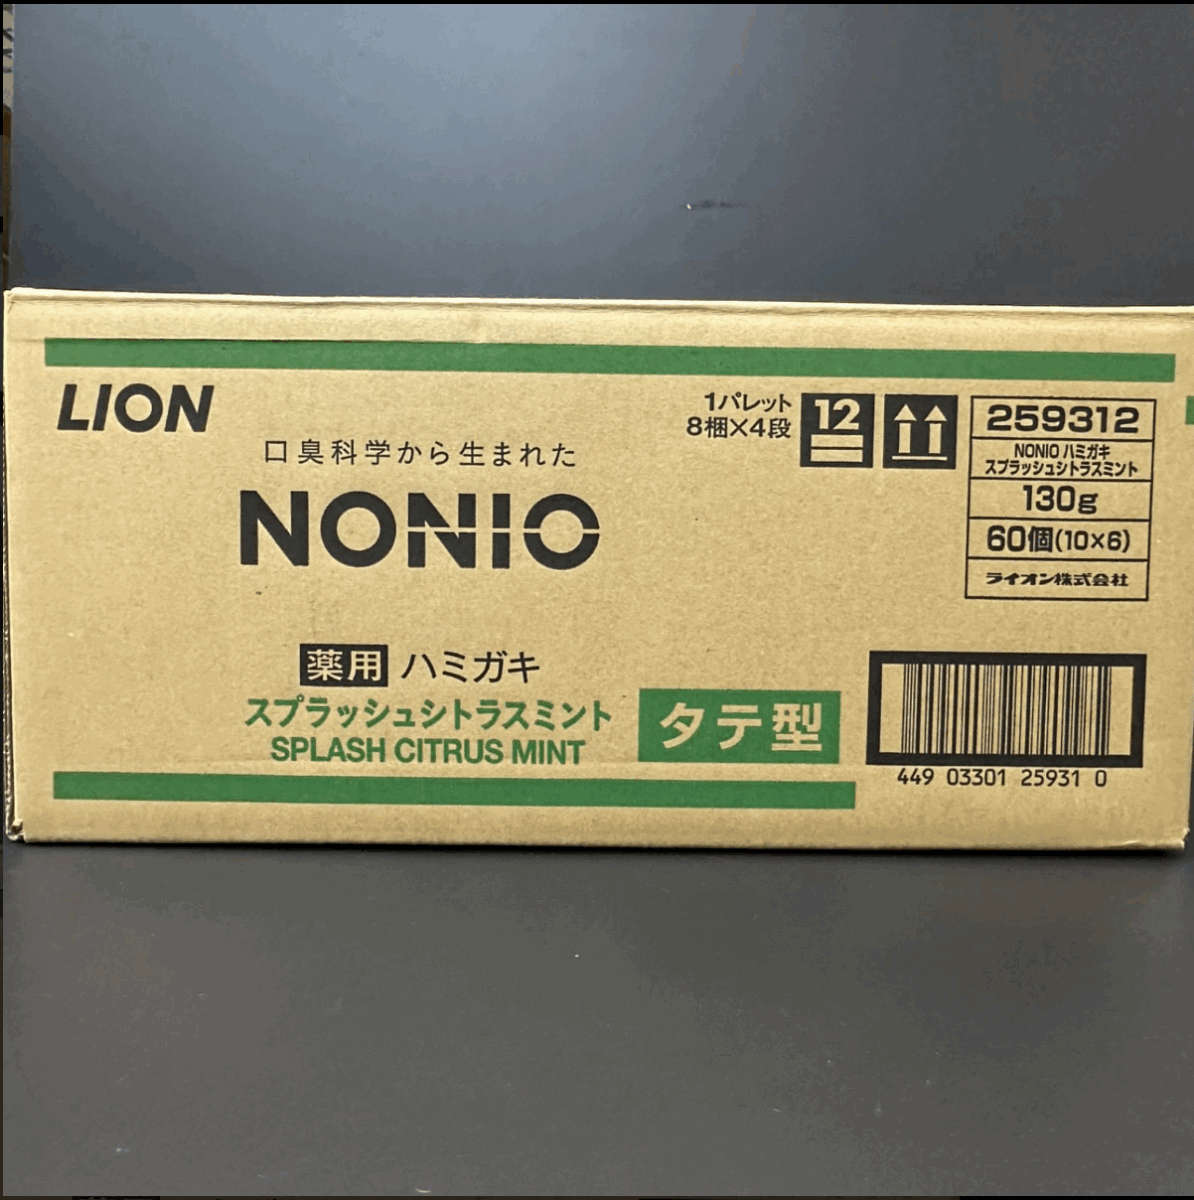 LION
口臭科学から生まれた
NONIO
薬用 ハミガキ
スプラッシュシトラスミント
SPLASH CITRUS MINT
タテ型
1パレット
8梱×4段
12
259312
NONIO ハミガキ
スプラッシュシトラスミント
130g
60個(10×6)
ライオン株式会社
449 03301 25931 0